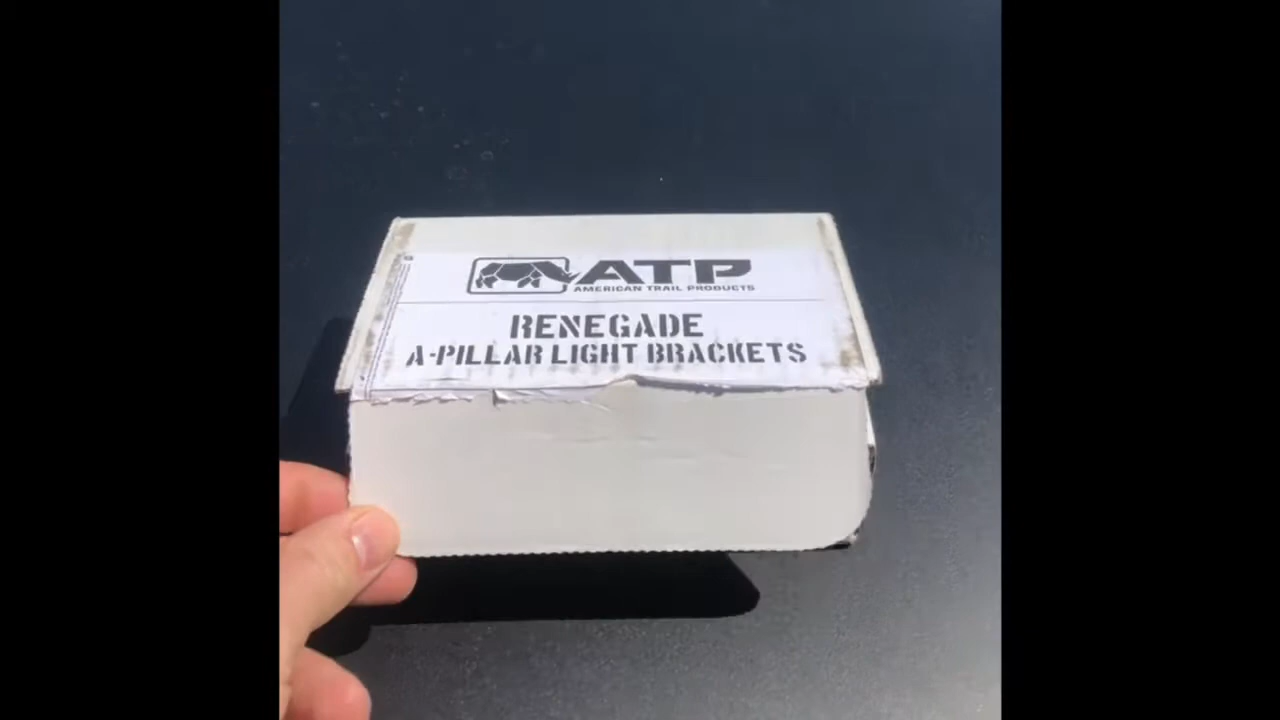 ATP
AMERICAN TRAIL PRODUCTS
RENEGADE
A-PILLAR LIGHT BRACKETS